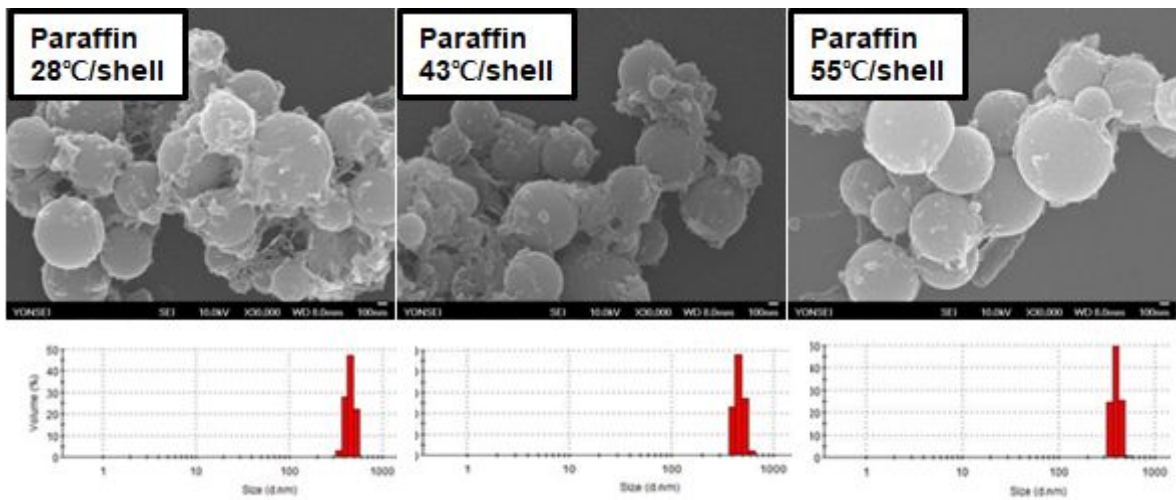 Paraffin
28℃/shell
Paraffin
43℃/shell
Paraffin
55℃/shell
YONSEI SEI 10.0kV X30,000 WD 8.0mm 100nm
YONSEI SEI 10.0kV X30,000 WD 8.0mm 100nm
YONSEI SEI 10.0kV X30,000 WD 8.0mm 100nm
Volume (%)
50
40
30
20
10
0
1 10 100 1000
Size (d.nm)
1 10 100 1000
Size (d.nm)
50
40
30
20
10
0
1 10 100 1000
Size (d.nm)